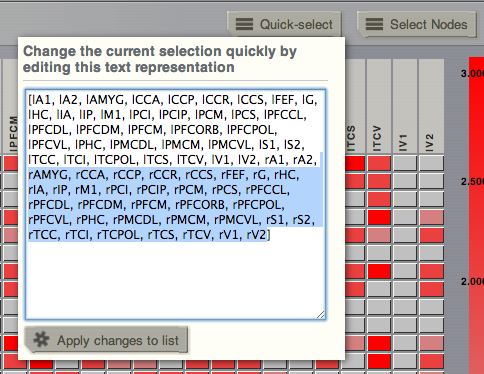 Quick-select
Select Nodes
Change the current selection quickly by
editing this text representation
[lA1, lA2, lAMYG, lCCA, lCCP, lCCR, lCCS, lFEF, lG,
lHC, lIA, lIP, lM1, lPCI, lPCIP, lPCM, lPCS, lPFCCL,
lPFCDL, lPFCDM, lPFCM, lPFCORB, lPFCPOL,
lPFCVL, lPHC, lPMCDL, lPMCM, lPMCVL, lS1, lS2,
lTCC, lTCI, lTCPOL, lTCS, lTCV, lV1, lV2, rA1, rA2,
rAMYG, rCCA, rCCP, rCCR, rCCS, rFEF, rG, rHC,
rIA, rIP, rM1, rPCI, rPCIP, rPCM, rPCS, rPFCCL,
rPFCDL, rPFCDM, rPFCM, rPFCORB, rPFCPOL,
rPFCVL, rPHC, rPMCDL, rPMCM, rPMCVL, rS1, rS2,
rTCC, rTCI, rTCPOL, rTCS, rTCV, rV1, rV2]
Apply changes to list
lPFCM
lTCS
lTCV
lV1
lV2
3.000
2.500
2.000